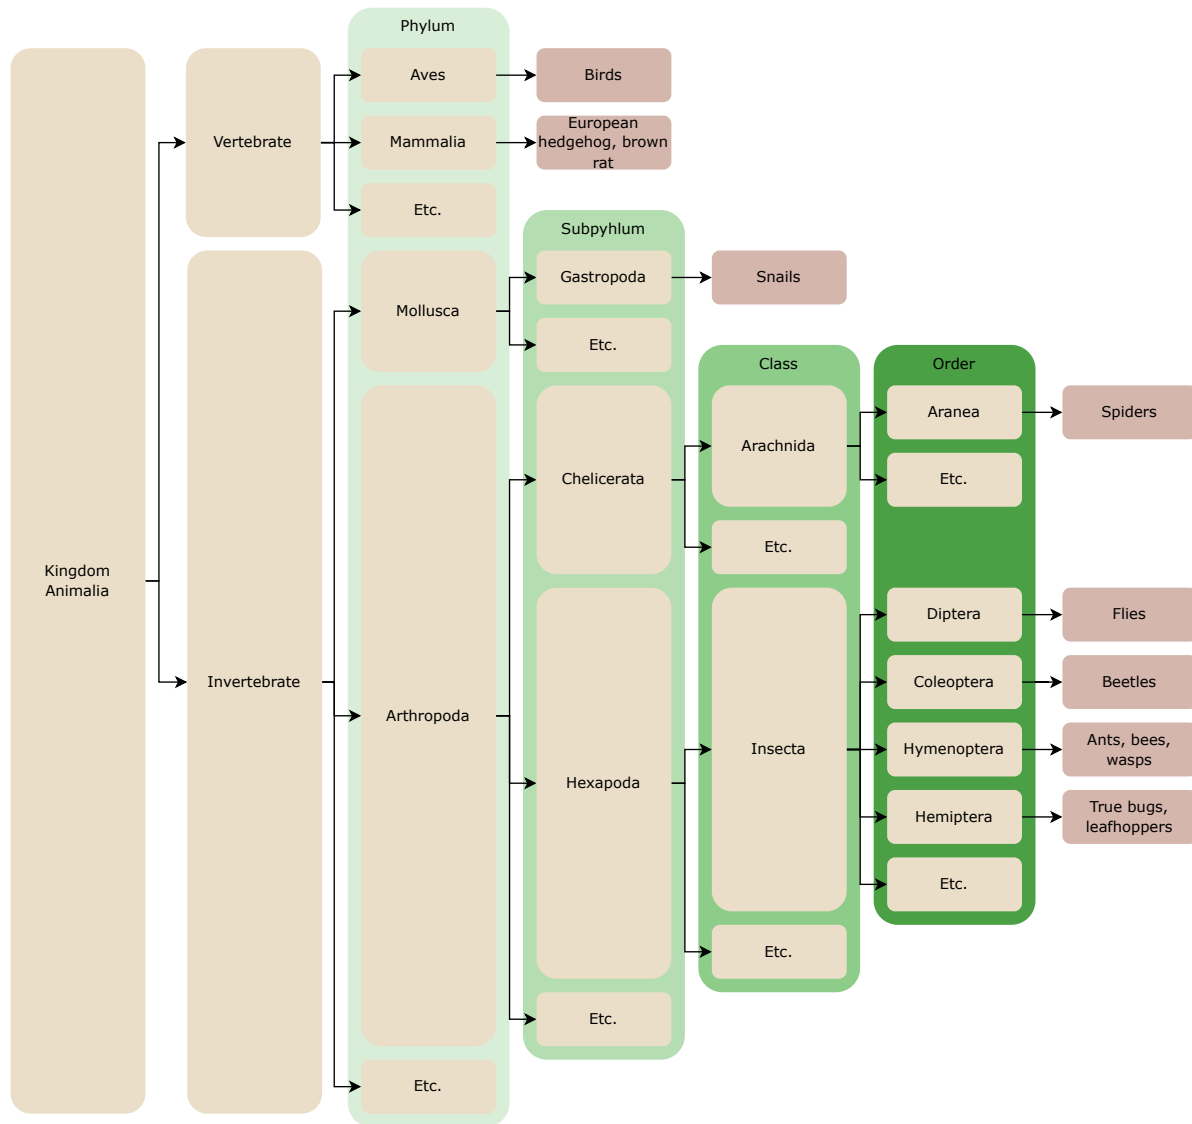 Phylum
Aves
Birds
Vertebrate
Mammalia
European
hedgehog, brown
rat
Etc.
Subpyhlum
Gastropoda
Snails
Mollusca
Etc.
Class
Order
Aranea
Spiders
Arachnida
Chelicerata
Etc.
Etc.
Kingdom
Animalia
Diptera
Flies
Invertebrate
Coleoptera
Beetles
Arthropoda
Insecta
Hymenoptera
Ants, bees,
wasps
Hexapoda
Hemiptera
True bugs,
leafhoppers
Etc.
Etc.
Etc.
Etc.